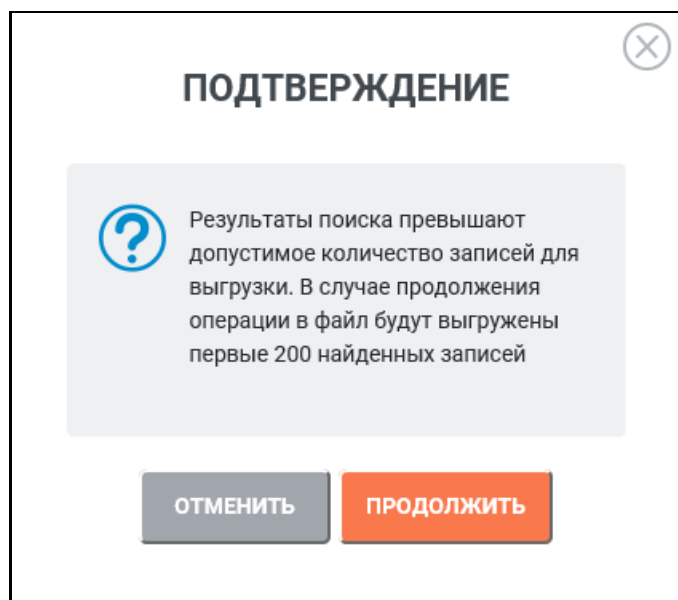 ПОДТВЕРЖДЕНИЕ
Результаты поиска превышают
допустимое количество записей для
выгрузки. В случае продолжения
операции в файл будут выгружены
первые 200 найденных записей
ОТМЕНИТЬ
ПРОДОЛЖИТЬ